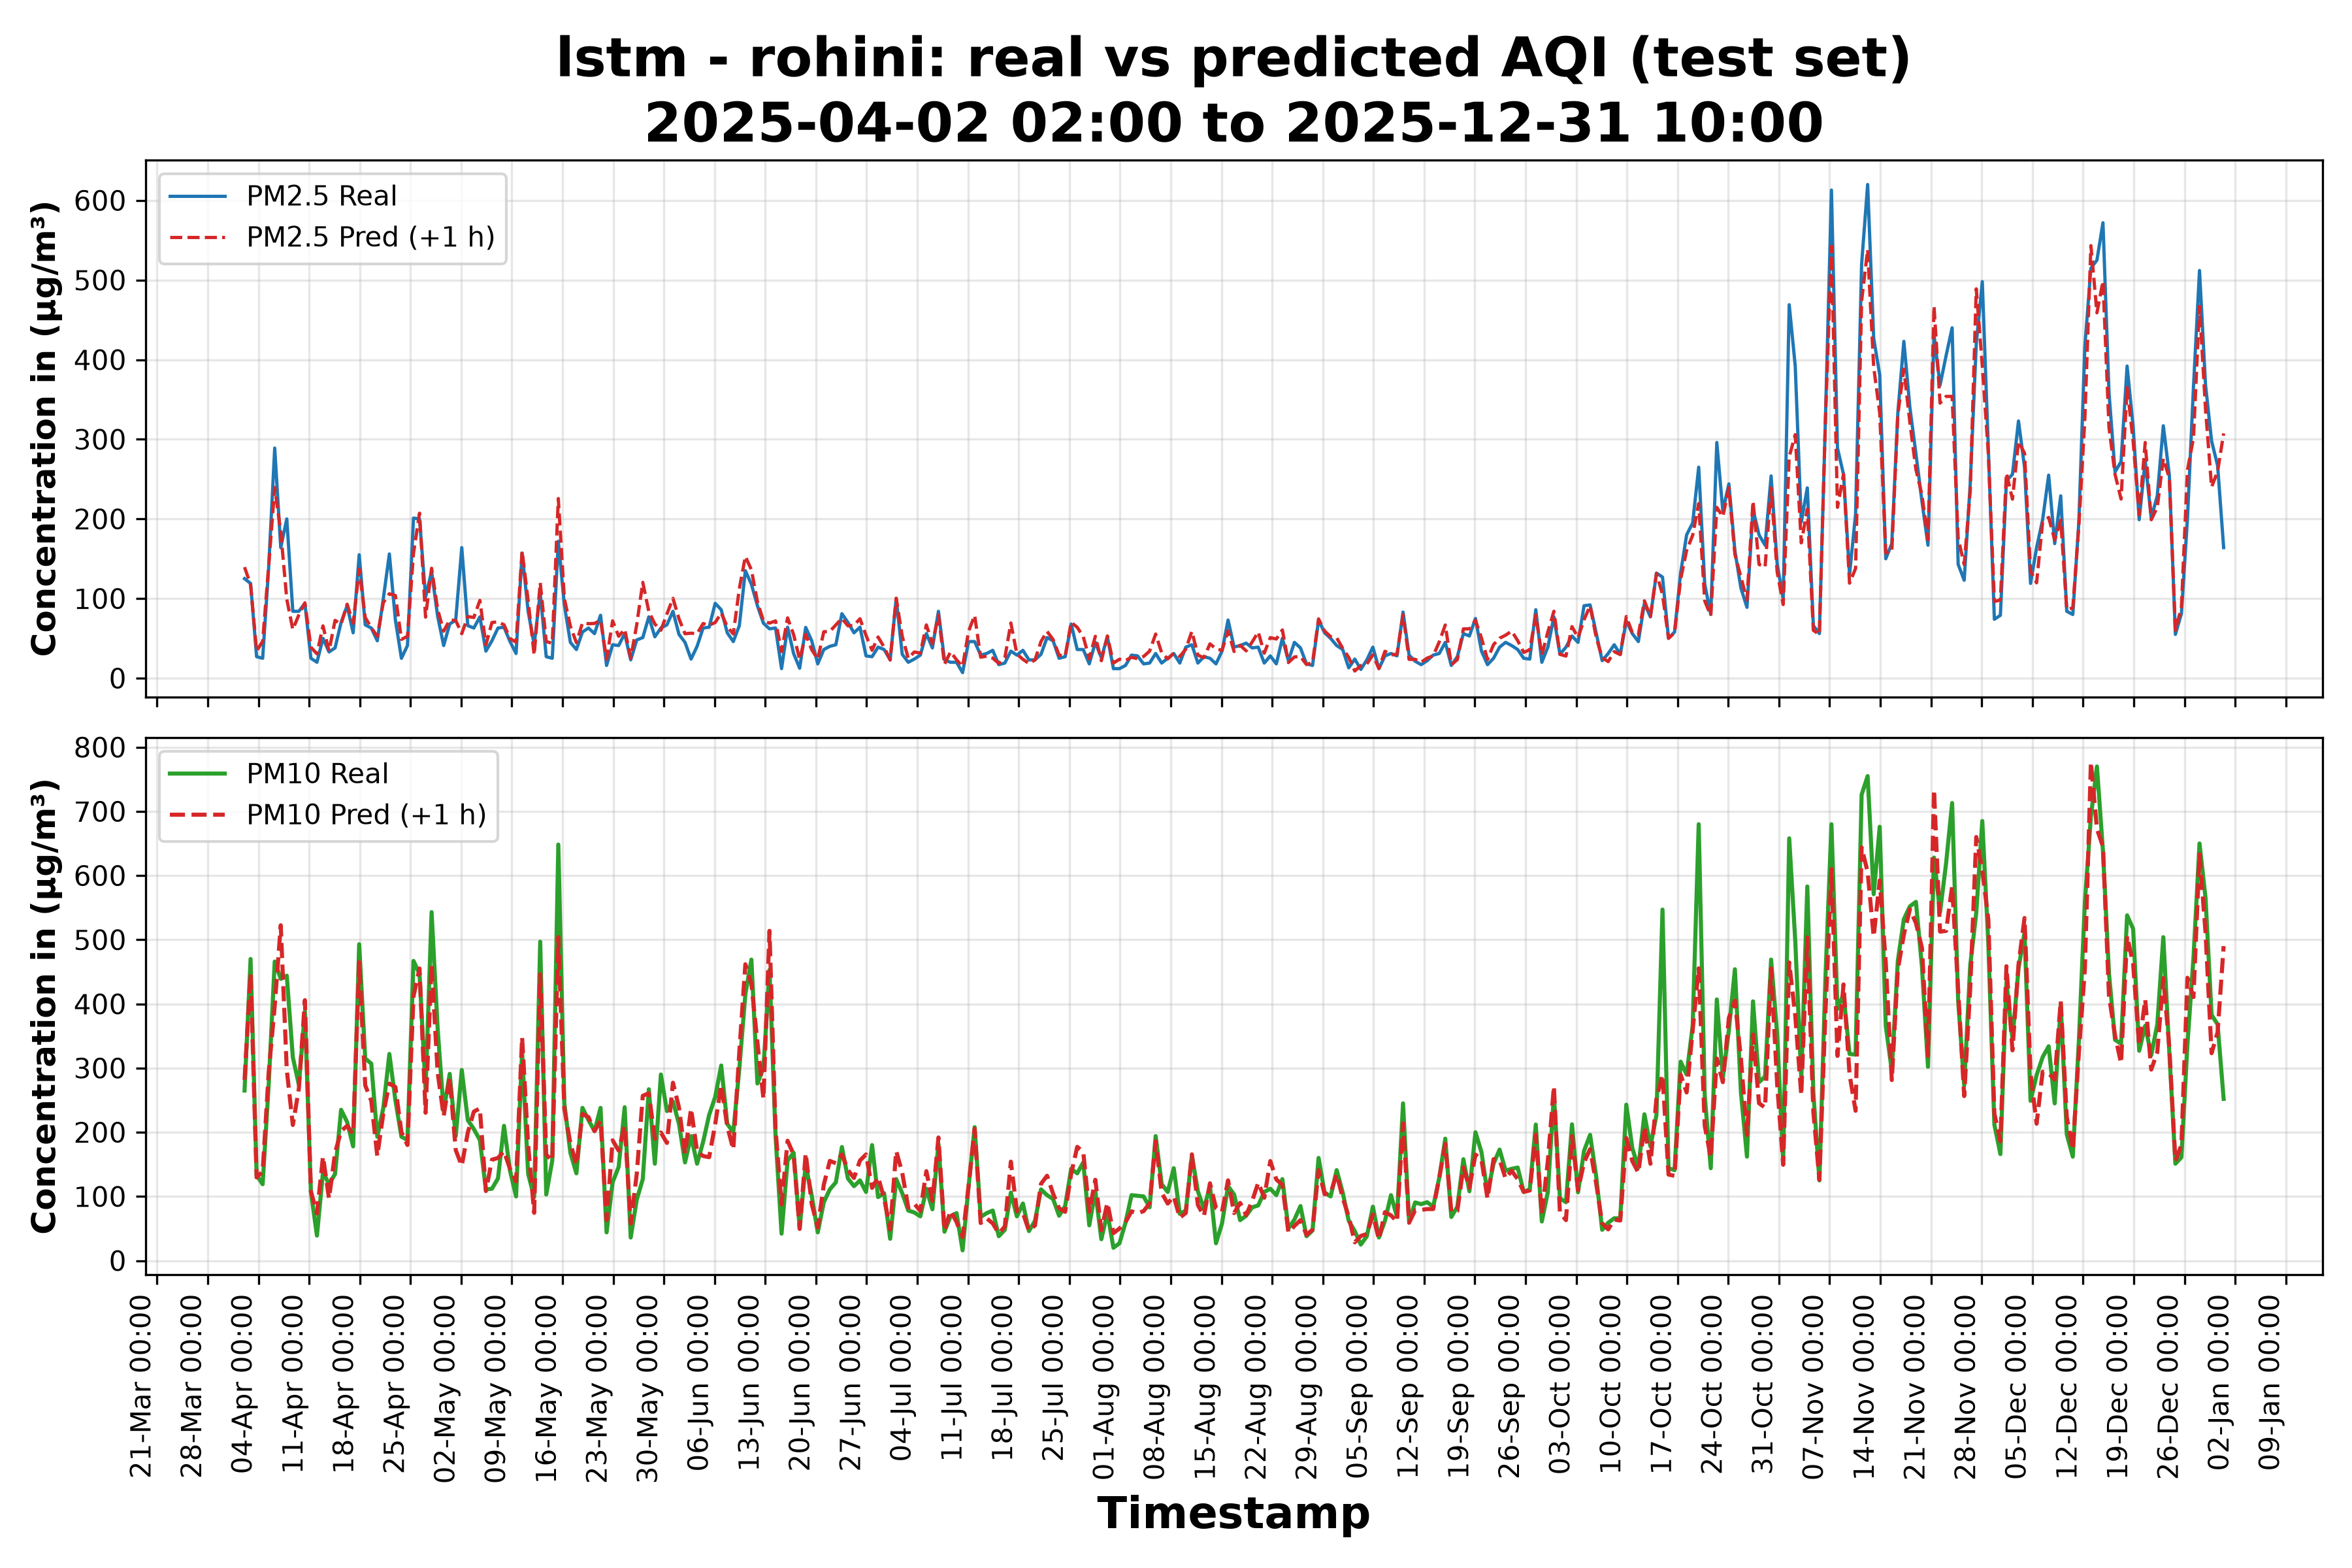 lstm - rohini: real vs predicted AQI (test set)
2025-04-02 02:00 to 2025-12-31 10:00
Concentration in (µg/m³)
600
500
400
300
200
100
0
PM2.5 Real
PM2.5 Pred (+1 h)
Concentration in (µg/m³)
800
700
600
500
400
300
200
100
0
PM10 Real
PM10 Pred (+1 h)
21-Mar 00:00
28-Mar 00:00
04-Apr 00:00
11-Apr 00:00
18-Apr 00:00
25-Apr 00:00
02-May 00:00
09-May 00:00
16-May 00:00
23-May 00:00
30-May 00:00
06-Jun 00:00
13-Jun 00:00
20-Jun 00:00
27-Jun 00:00
04-Jul 00:00
11-Jul 00:00
18-Jul 00:00
25-Jul 00:00
01-Aug 00:00
08-Aug 00:00
15-Aug 00:00
22-Aug 00:00
29-Aug 00:00
05-Sep 00:00
12-Sep 00:00
19-Sep 00:00
26-Sep 00:00
03-Oct 00:00
10-Oct 00:00
17-Oct 00:00
24-Oct 00:00
31-Oct 00:00
07-Nov 00:00
14-Nov 00:00
21-Nov 00:00
28-Nov 00:00
05-Dec 00:00
12-Dec 00:00
19-Dec 00:00
26-Dec 00:00
02-Jan 00:00
09-Jan 00:00
Timestamp